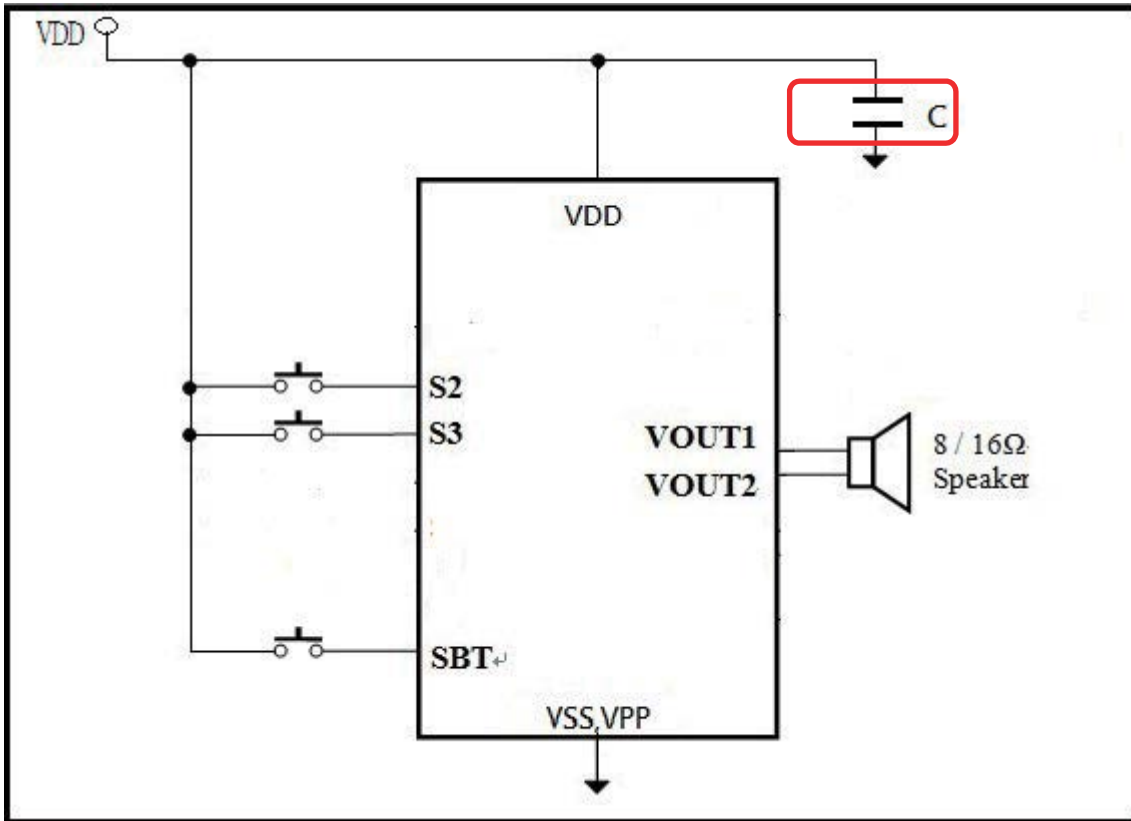 VDD
C
VDD
S2
S3
VOUT1
VOUT2
8 / 16Ω
Speaker
SBT↵
VSS,VPP